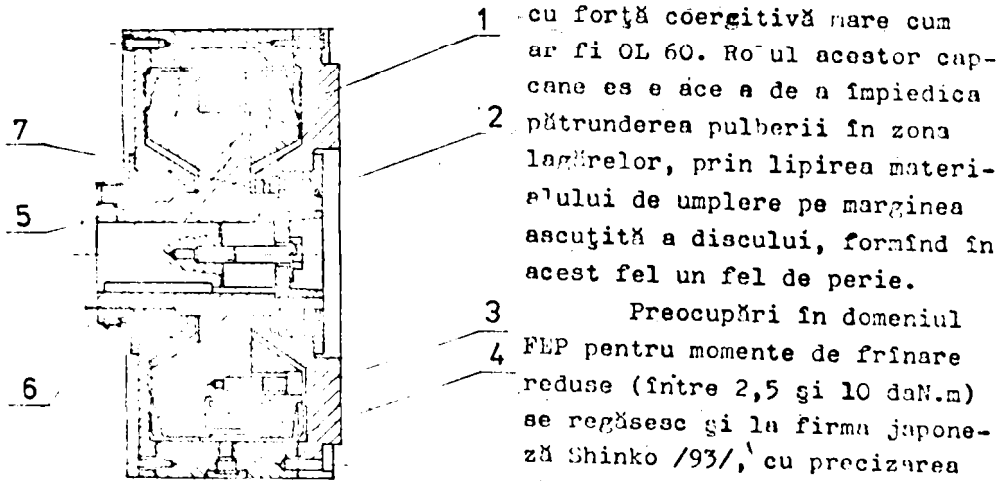 1
2
7
5
3
4
6
cu forţă coergitivă mare cum
ar fi OL 60. Rolul acestor cap-
cane este aceea de a împiedica
pătrunderea pulberii în zona
lagărelor, prin lipirea materi-
alului de umplere pe marginea
ascuţită a discului, formînd în
acest fel un fel de perie.
Preocupări în domeniul
FEP pentru momente de frînare
reduse (între 2,5 şi 10 daN.m)
se regăsesc şi la firma japone-
ză Shinko /93/, cu precizarea